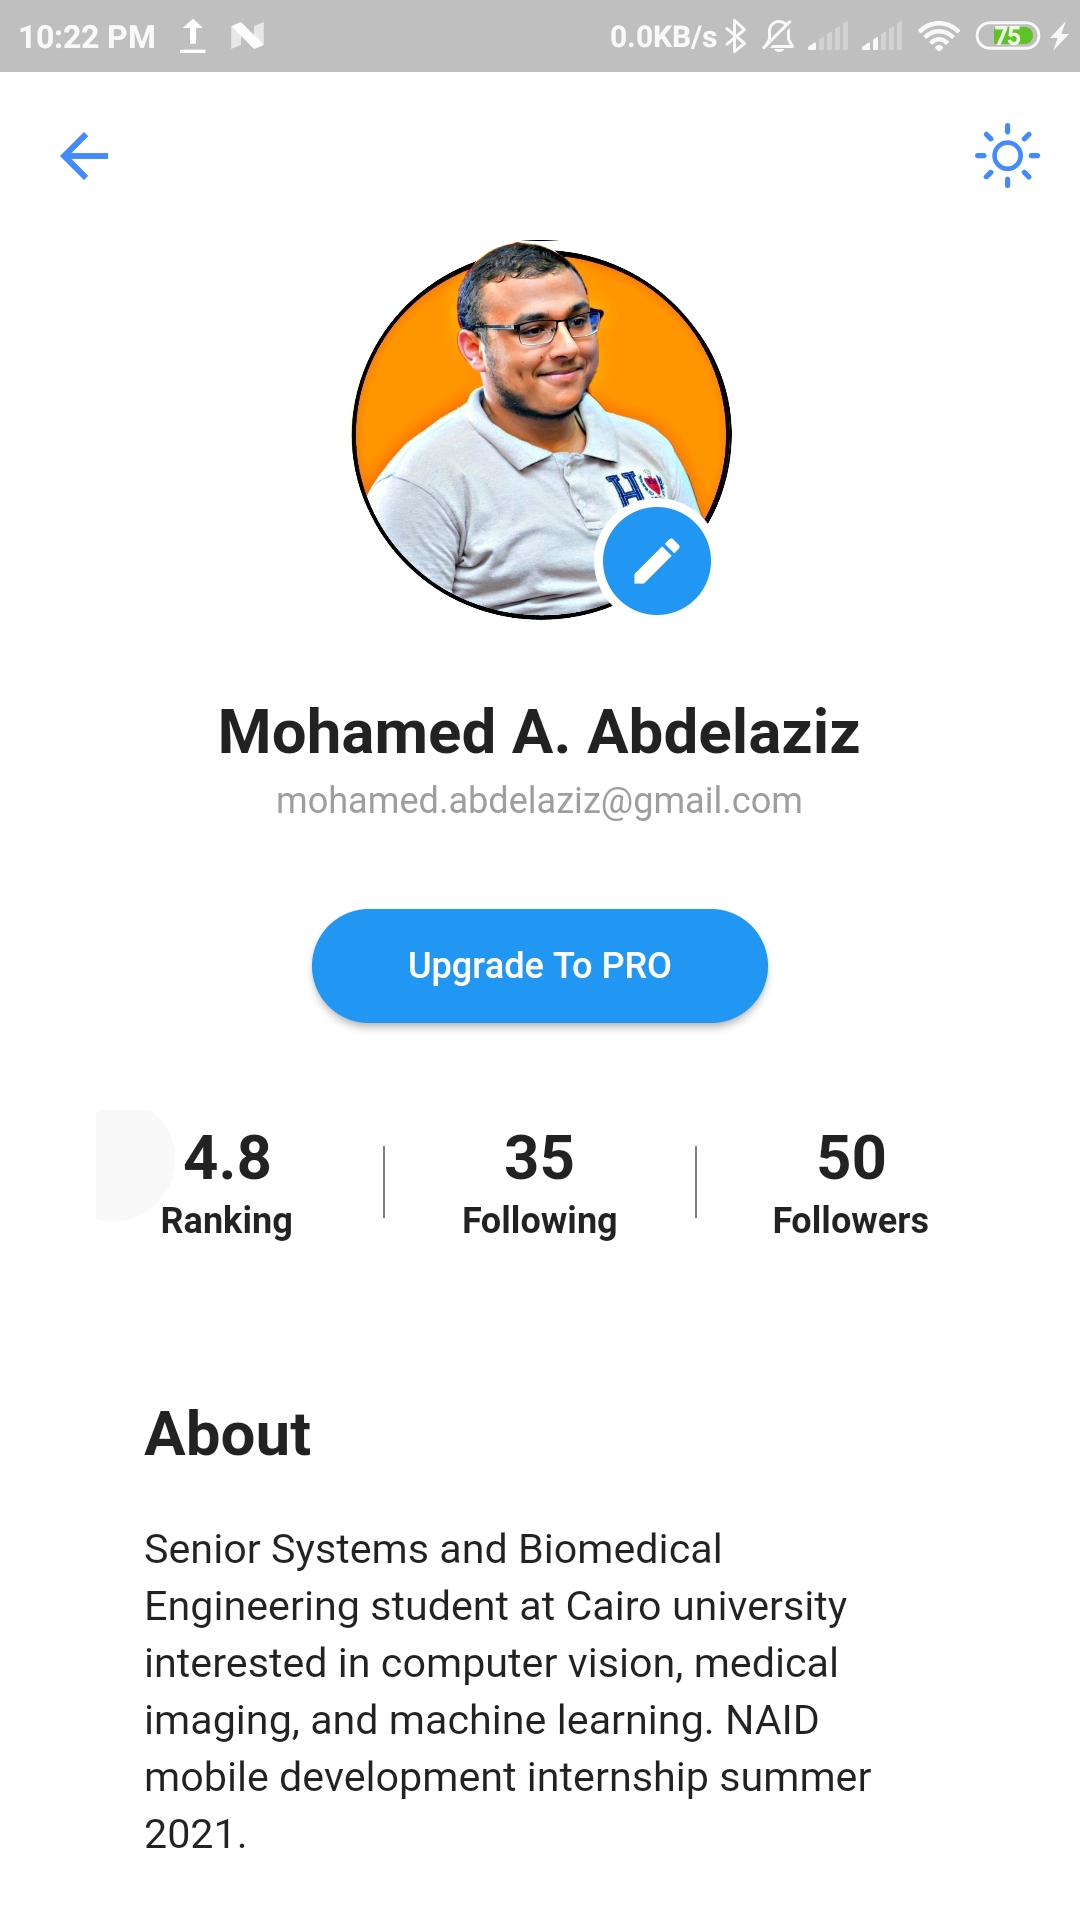 10:22 PM 0.0KB/s 75
Mohamed A. Abdelaziz
mohamed.abdelaziz@gmail.com
Upgrade To PRO
4.8 35 50
Ranking Following Followers
About
Senior Systems and Biomedical
Engineering student at Cairo university
interested in computer vision, medical
imaging, and machine learning. NAID
mobile development internship summer
2021.